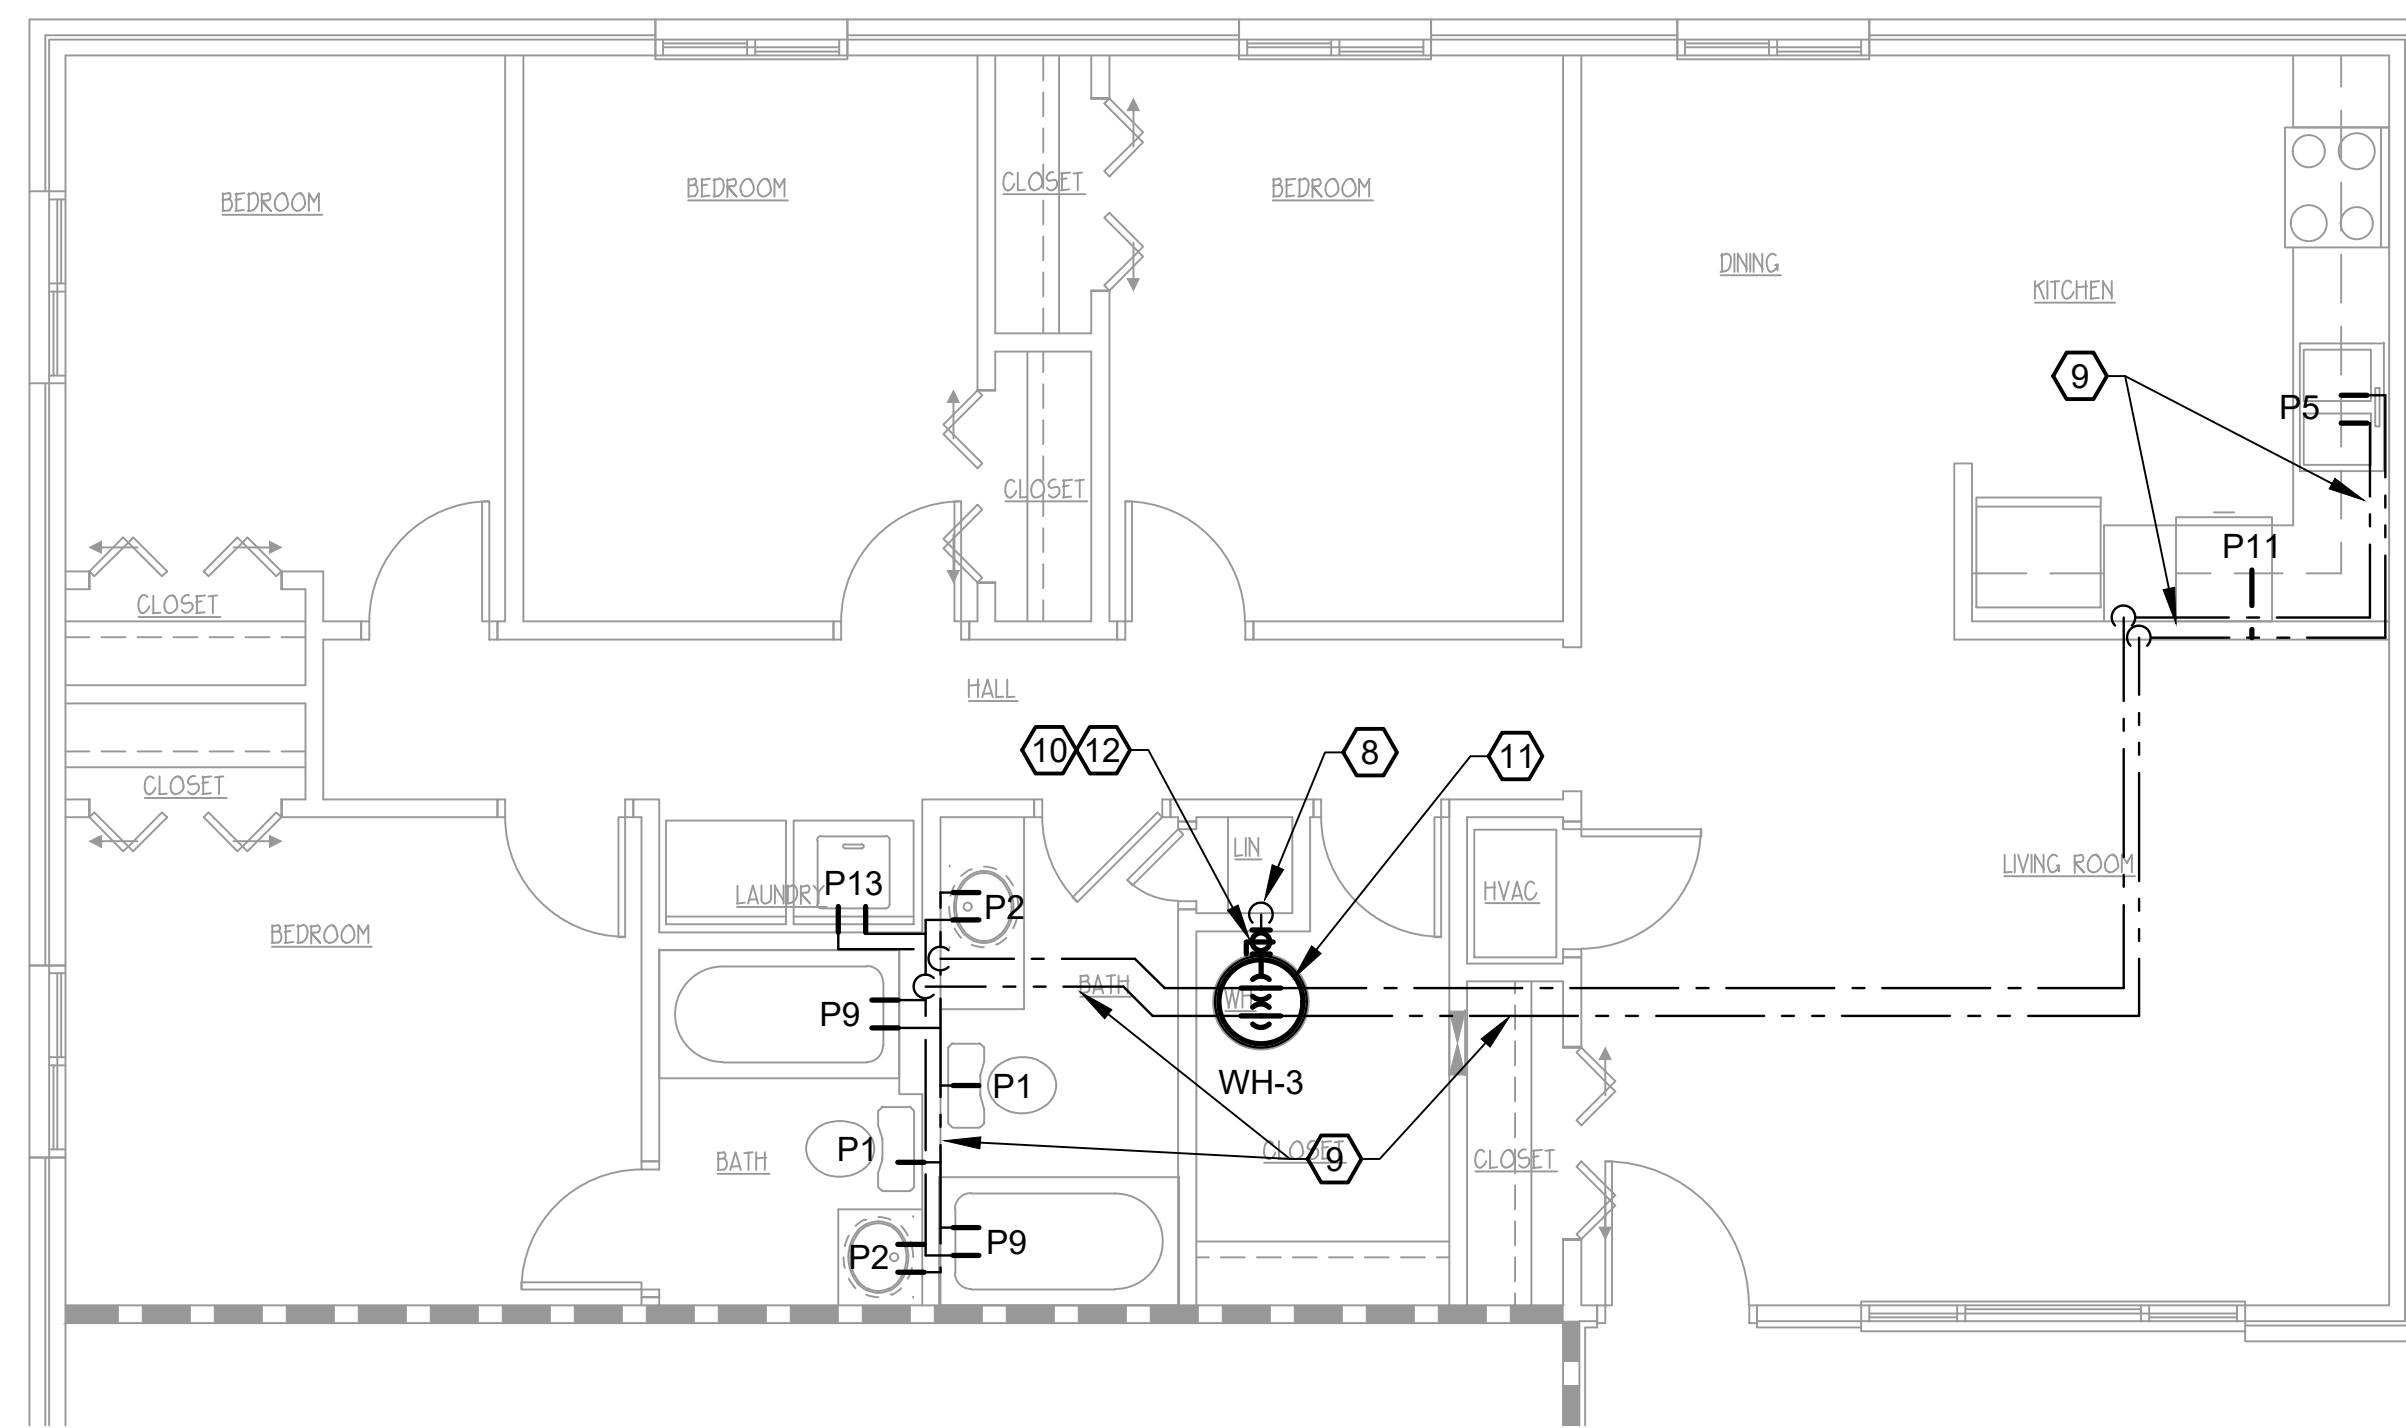 BEDROOM
BEDROOM
CLOSET
BEDROOM
DINING
KITCHEN
9
P5
CLOSET
P11
CLOSET
HALL
10
12
8
11
CLOSET
LIN
LIVING ROOM
P13
LAUNDRY
HVAC
P2
BEDROOM
BATH
WH
P9
WH-3
P1
P1
BATH
CLOSET
9
CLOSET
P9
P2